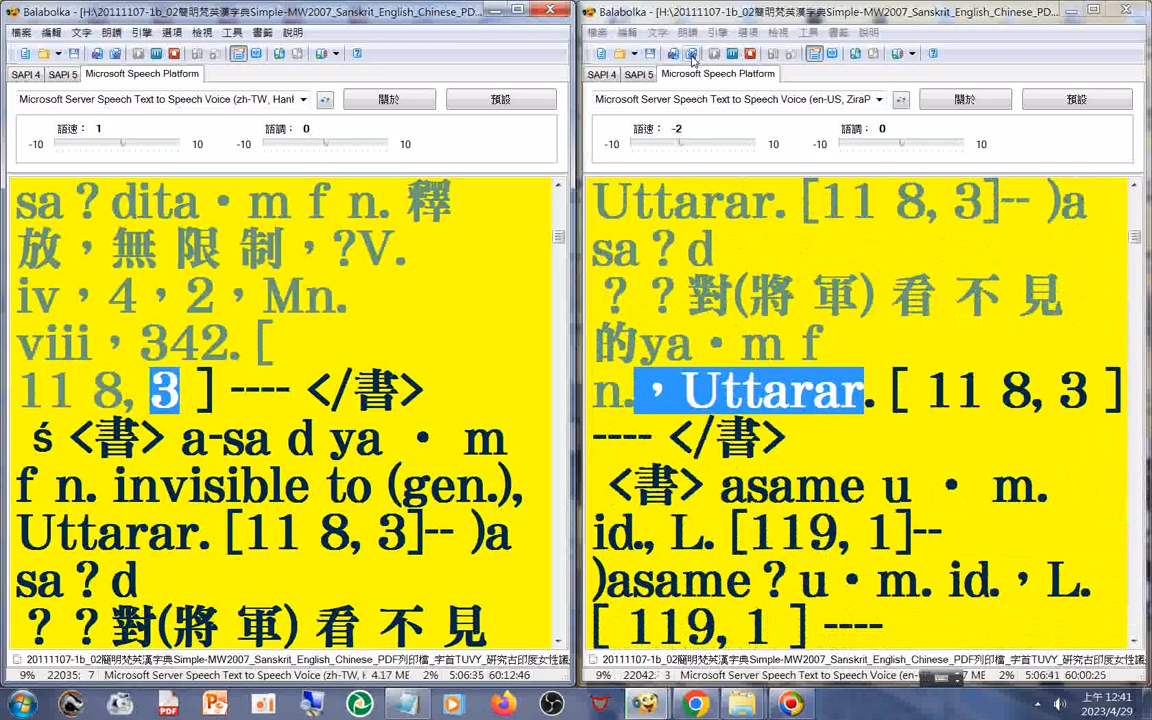 Balabolka - [H:\20111107-1b_02簡明梵英漢字典Simple-MW2007_Sanskrit_English_Chinese_PD...
檔案 編輯 文字 朗讀 引擎 選項 檢視 工具 書籤 說明
SAPI 4 SAPI 5 Microsoft Speech Platform
Microsoft Server Speech Text to Speech Voice (zh-TW, Hanl
關於 預設
語速： 1 語調： 0
-10 10 -10 10
sa？dita・m f n. 釋
放，無 限 制，?V.
iv，4，2，Mn.
viii，342. [
11 8, 3 ] ---- </書>
ś <書> a-sa d ya ・ m
f n. invisible to (gen.),
Uttarar. [11 8, 3]-- )a
sa？d
？？對(將 軍) 看 不 見
20111107-1b_02簡明梵英漢字典Simple-MW2007_Sanskrit_English_Chinese_PDF列印檔_字首TUVY_研究古印度女性議
9% 22035: 7 Microsoft Server Speech Text to Speech Voice (zh-TW, H 4.17 MB 2% 5:06:35 60:12:46
Balabolka - [H:\20111107-1b_02簡明梵英漢字典Simple-MW2007_Sanskrit_English_Chinese_PDF...
檔案 編輯 文字 朗讀 引擎 選項 檢視 工具 書籤 說明
SAPI 4 SAPI 5 Microsoft Speech Platform
Microsoft Server Speech Text to Speech Voice (en-US, ZiraP
關於 預設
語速： -2 語調： 0
-10 10 -10 10
Uttarar. [11 8, 3]-- )a
sa？d
？？對(將 軍) 看 不 見
的ya・m f
n.，Uttarar. [ 11 8, 3 ]
---- </書>
<書> asame u ・ m.
id., L. [119, 1]--
)asame？u・m. id.，L.
[ 119, 1 ] ----
20111107-1b_02簡明梵英漢字典Simple-MW2007_Sanskrit_English_Chinese_PDF列印檔_字首TUVY_研究古印度女性議
9% 22042: 3 Microsoft Server Speech Text to Speech Voice (en- 2% 5:06:41 60:00:25
上午 12:41
2023/4/29